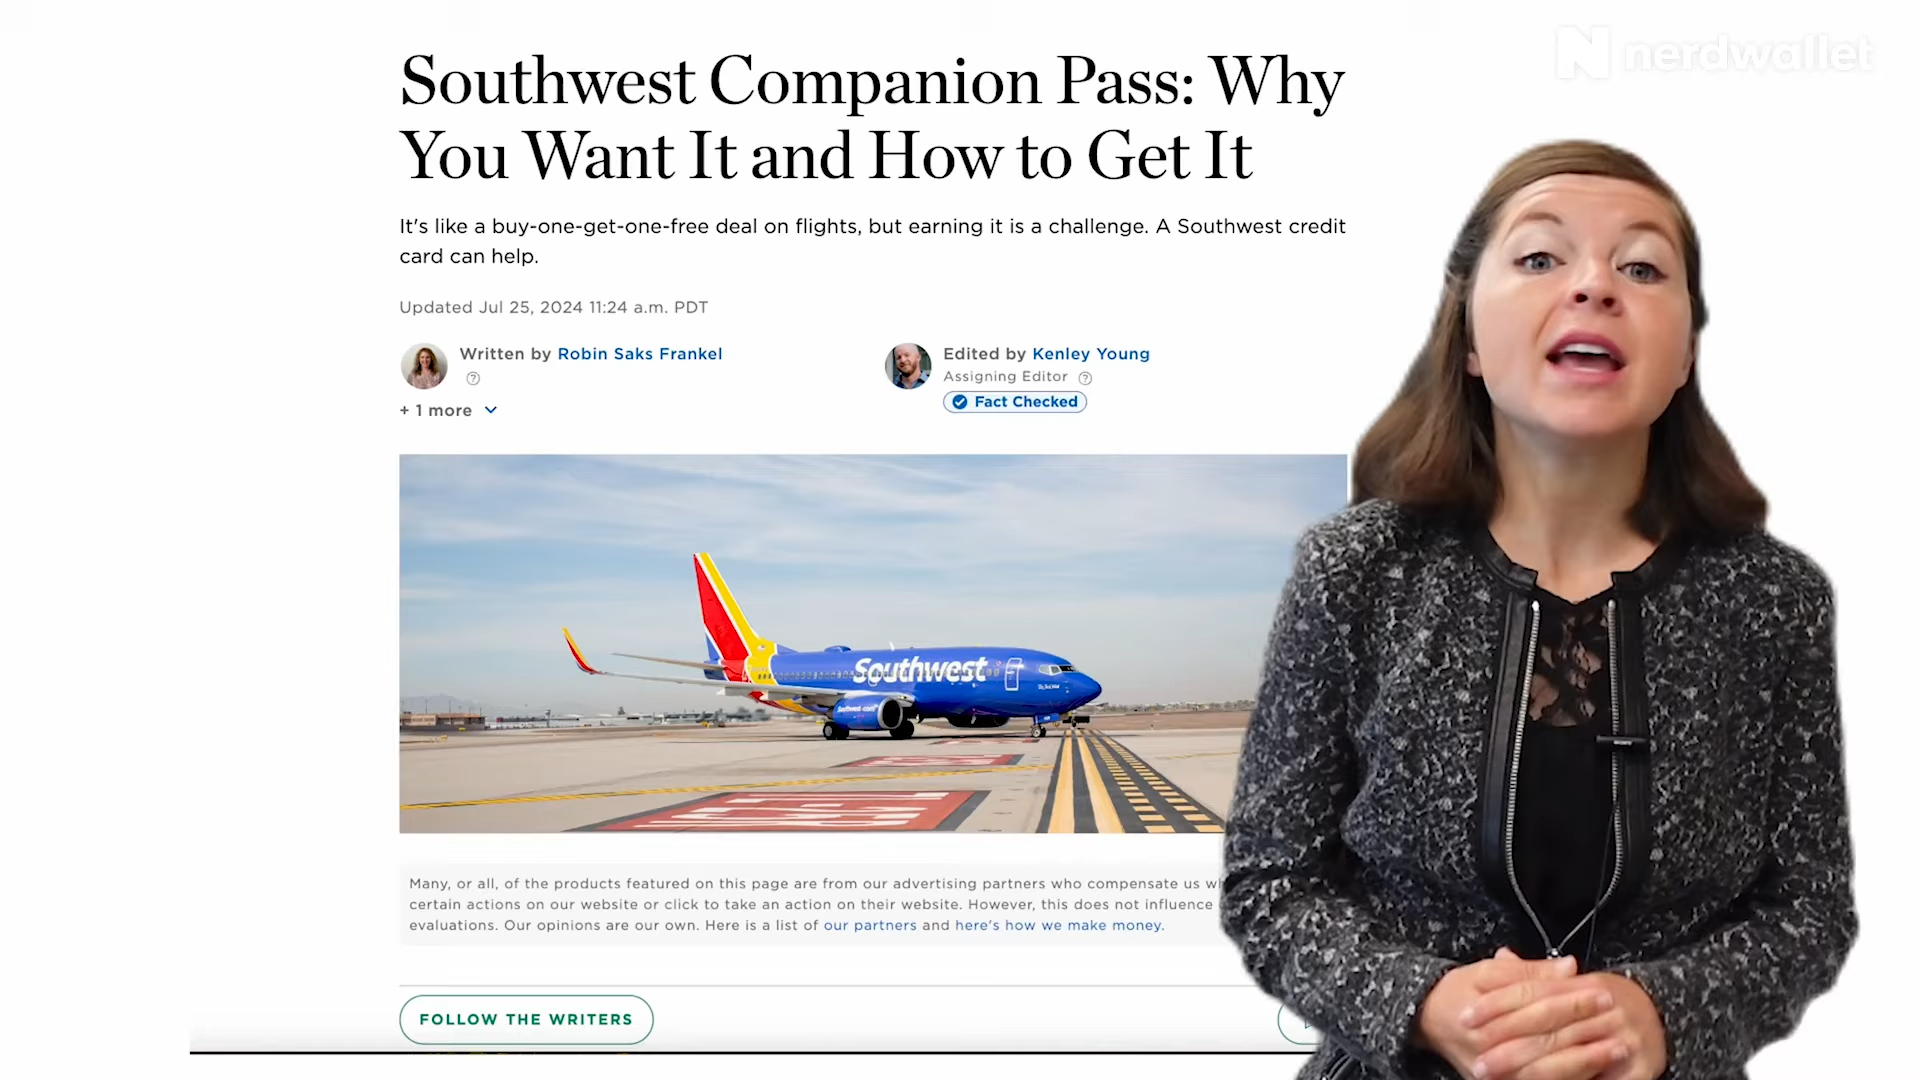 nerdwallet
Southwest Companion Pass: Why
You Want It and How to Get It
It's like a buy-one-get-one-free deal on flights, but earning it is a challenge. A Southwest credit
card can help.
Updated Jul 25, 2024 11:24 a.m. PDT
Written by Robin Saks Frankel
+ 1 more
Edited by Kenley Young
Assigning Editor
Fact Checked
Southwest
Southwest.com
Many, or all, of the products featured on this page are from our advertising partners who compensate us
certain actions on our website or click to take an action on their website. However, this does not influence
evaluations. Our opinions are our own. Here is a list of our partners and here's how we make money.
FOLLOW THE WRITERS